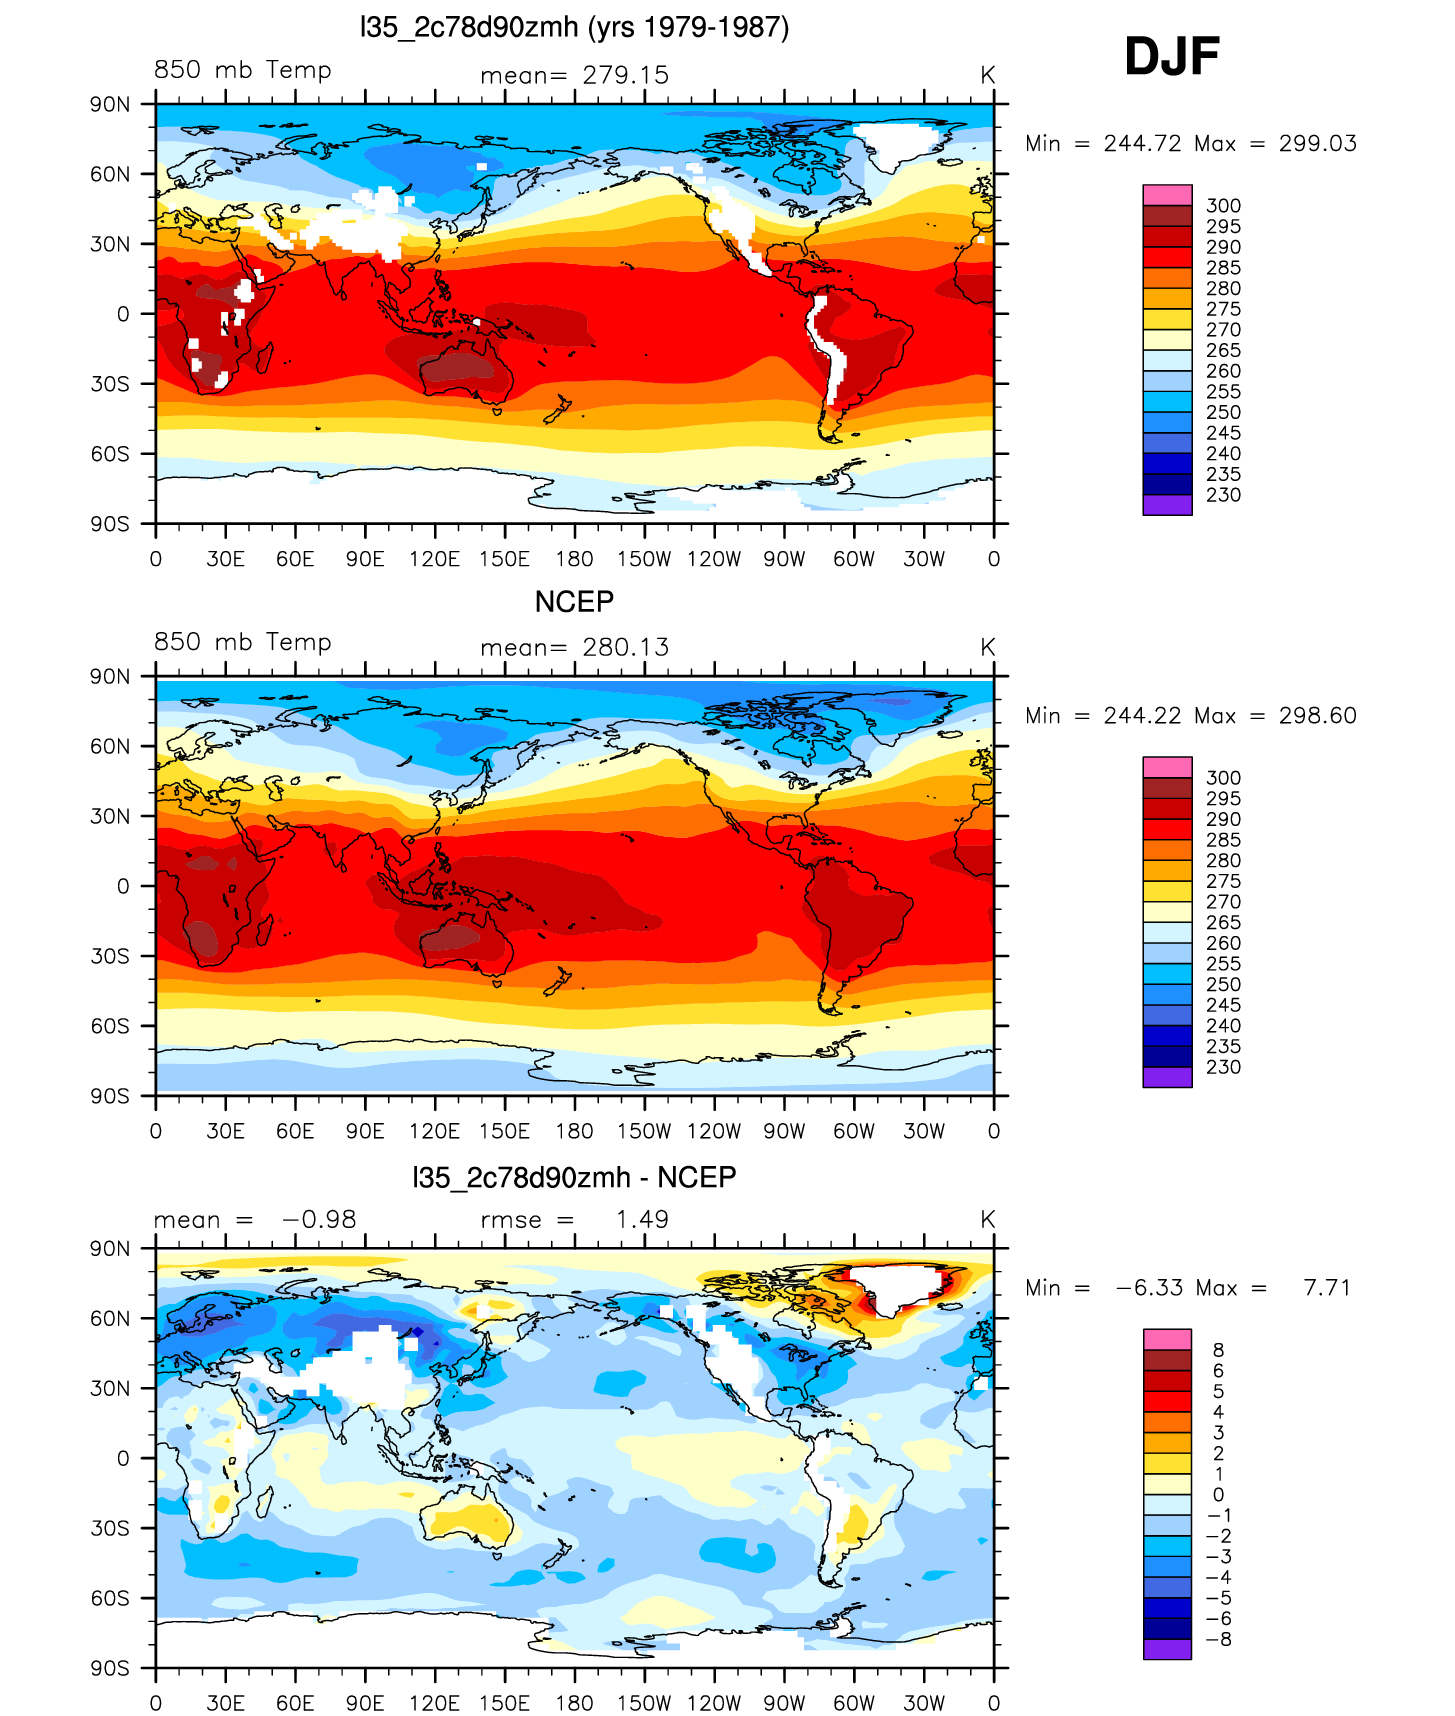 l35_2c78d90zmh (yrs 1979-1987)
DJF
850 mb Temp mean= 279.15 K
Min = 244.72 Max = 299.03
90N
60N
30N
0
30S
60S
90S
0 30E 60E 90E 120E 150E 180 150W 120W 90W 60W 30W 0
300
295
290
285
280
275
270
265
260
255
250
245
240
235
230
NCEP
850 mb Temp mean= 280.13 K
Min = 244.22 Max = 298.60
90N
60N
30N
0
30S
60S
90S
0 30E 60E 90E 120E 150E 180 150W 120W 90W 60W 30W 0
300
295
290
285
280
275
270
265
260
255
250
245
240
235
230
l35_2c78d90zmh - NCEP
mean = −0.98 rmse = 1.49 K
Min = −6.33 Max = 7.71
90N
60N
30N
0
30S
60S
90S
0 30E 60E 90E 120E 150E 180 150W 120W 90W 60W 30W 0
8
6
5
4
3
2
1
0
−1
−2
−3
−4
−5
−6
−8